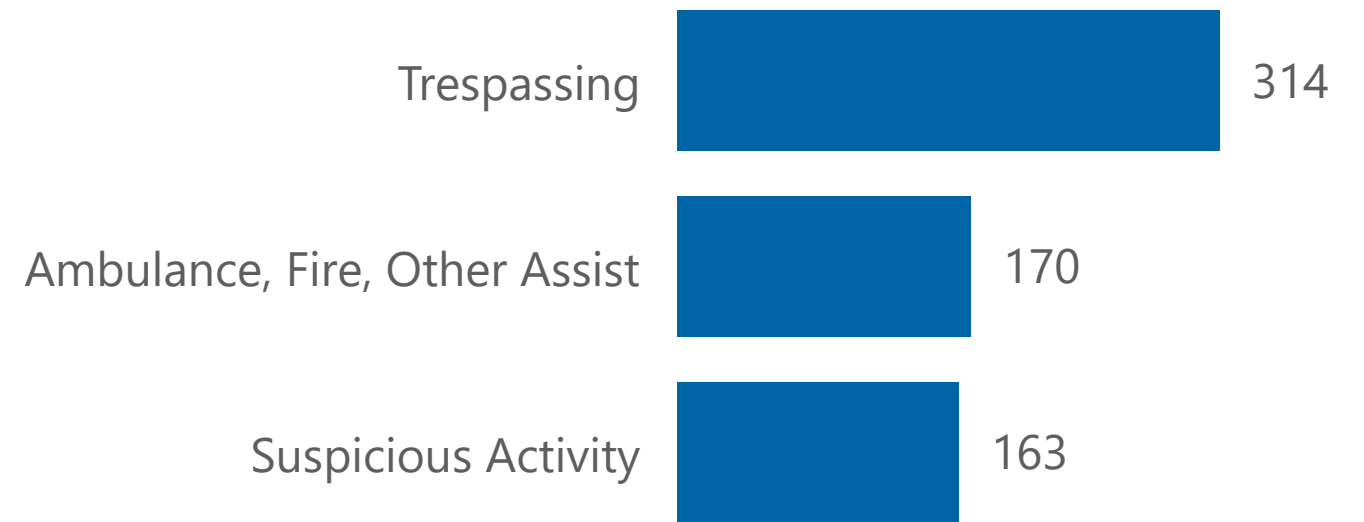 Trespassing 314
Ambulance, Fire, Other Assist 170
Suspicious Activity 163